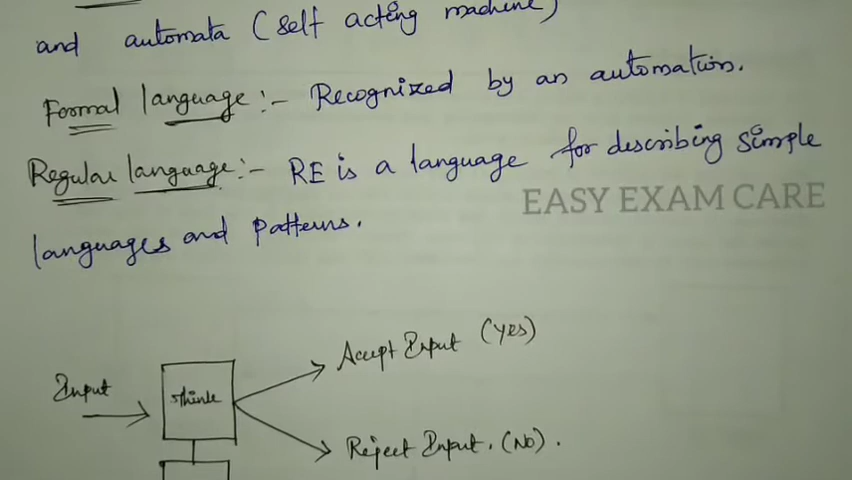 and automata (self acting machine)
Formal language :- Recognized by an automation.
Regular language :- RE is a language for describing simple
EASY EXAM CARE
languages and patterns.
Accept Input (Yes)
Input
think
Reject Input. (No).